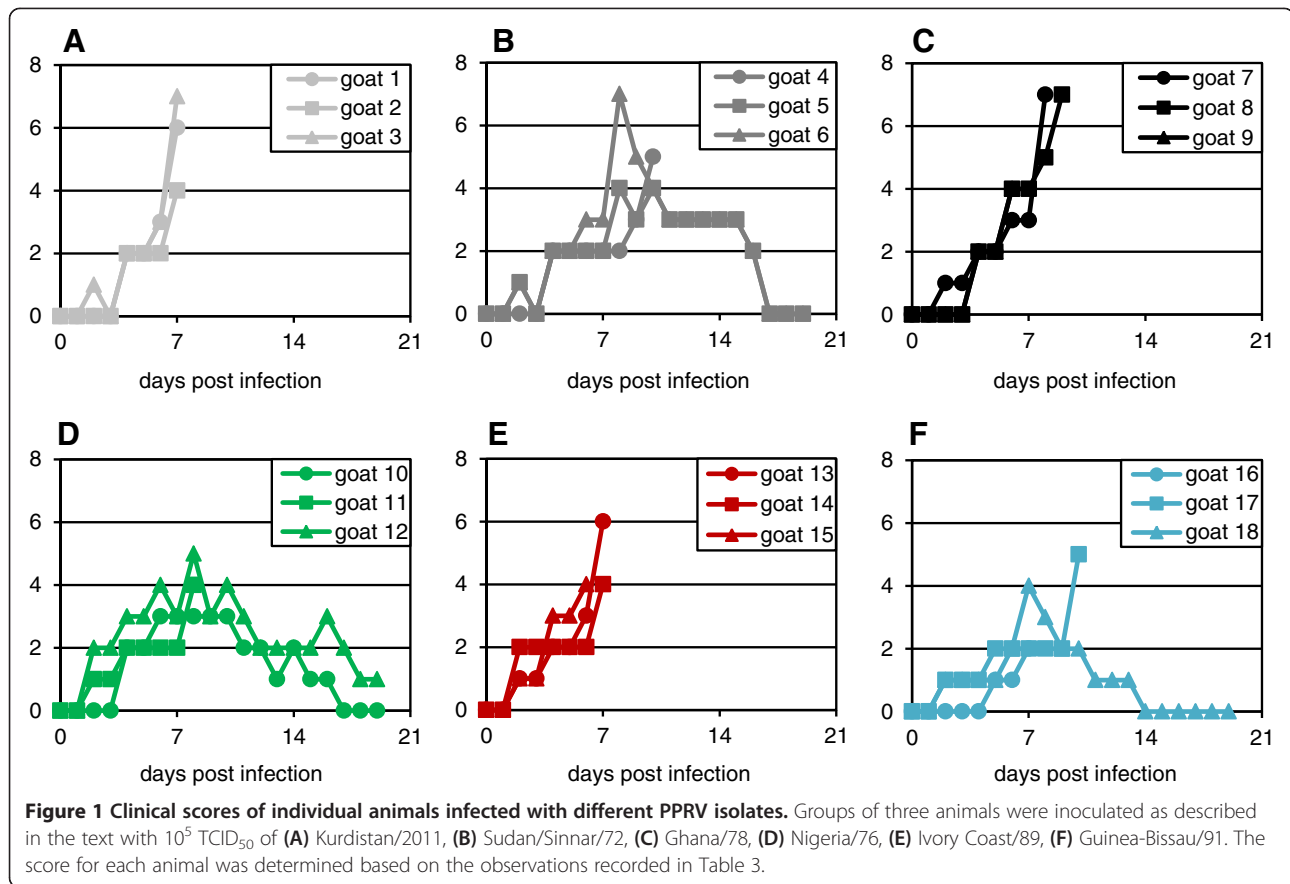 A
8
6
4
2
0
0 7 14 21
days post infection
goat 1
goat 2
goat 3
B
8
6
4
2
0
0 7 14 21
days post infection
goat 4
goat 5
goat 6
C
8
6
4
2
0
0 7 14 21
days post infection
goat 7
goat 8
goat 9
D
8
6
4
2
0
0 7 14 21
days post infection
goat 10
goat 11
goat 12
E
8
6
4
2
0
0 7 14 21
days post infection
goat 13
goat 14
goat 15
F
8
6
4
2
0
0 7 14 21
days post infection
goat 16
goat 17
goat 18
Figure 1 Clinical scores of individual animals infected with different PPRV isolates. Groups of three animals were inoculated as described
in the text with 10⁵ TCID₅₀ of (A) Kurdistan/2011, (B) Sudan/Sinnar/72, (C) Ghana/78, (D) Nigeria/76, (E) Ivory Coast/89, (F) Guinea-Bissau/91. The
score for each animal was determined based on the observations recorded in Table 3.